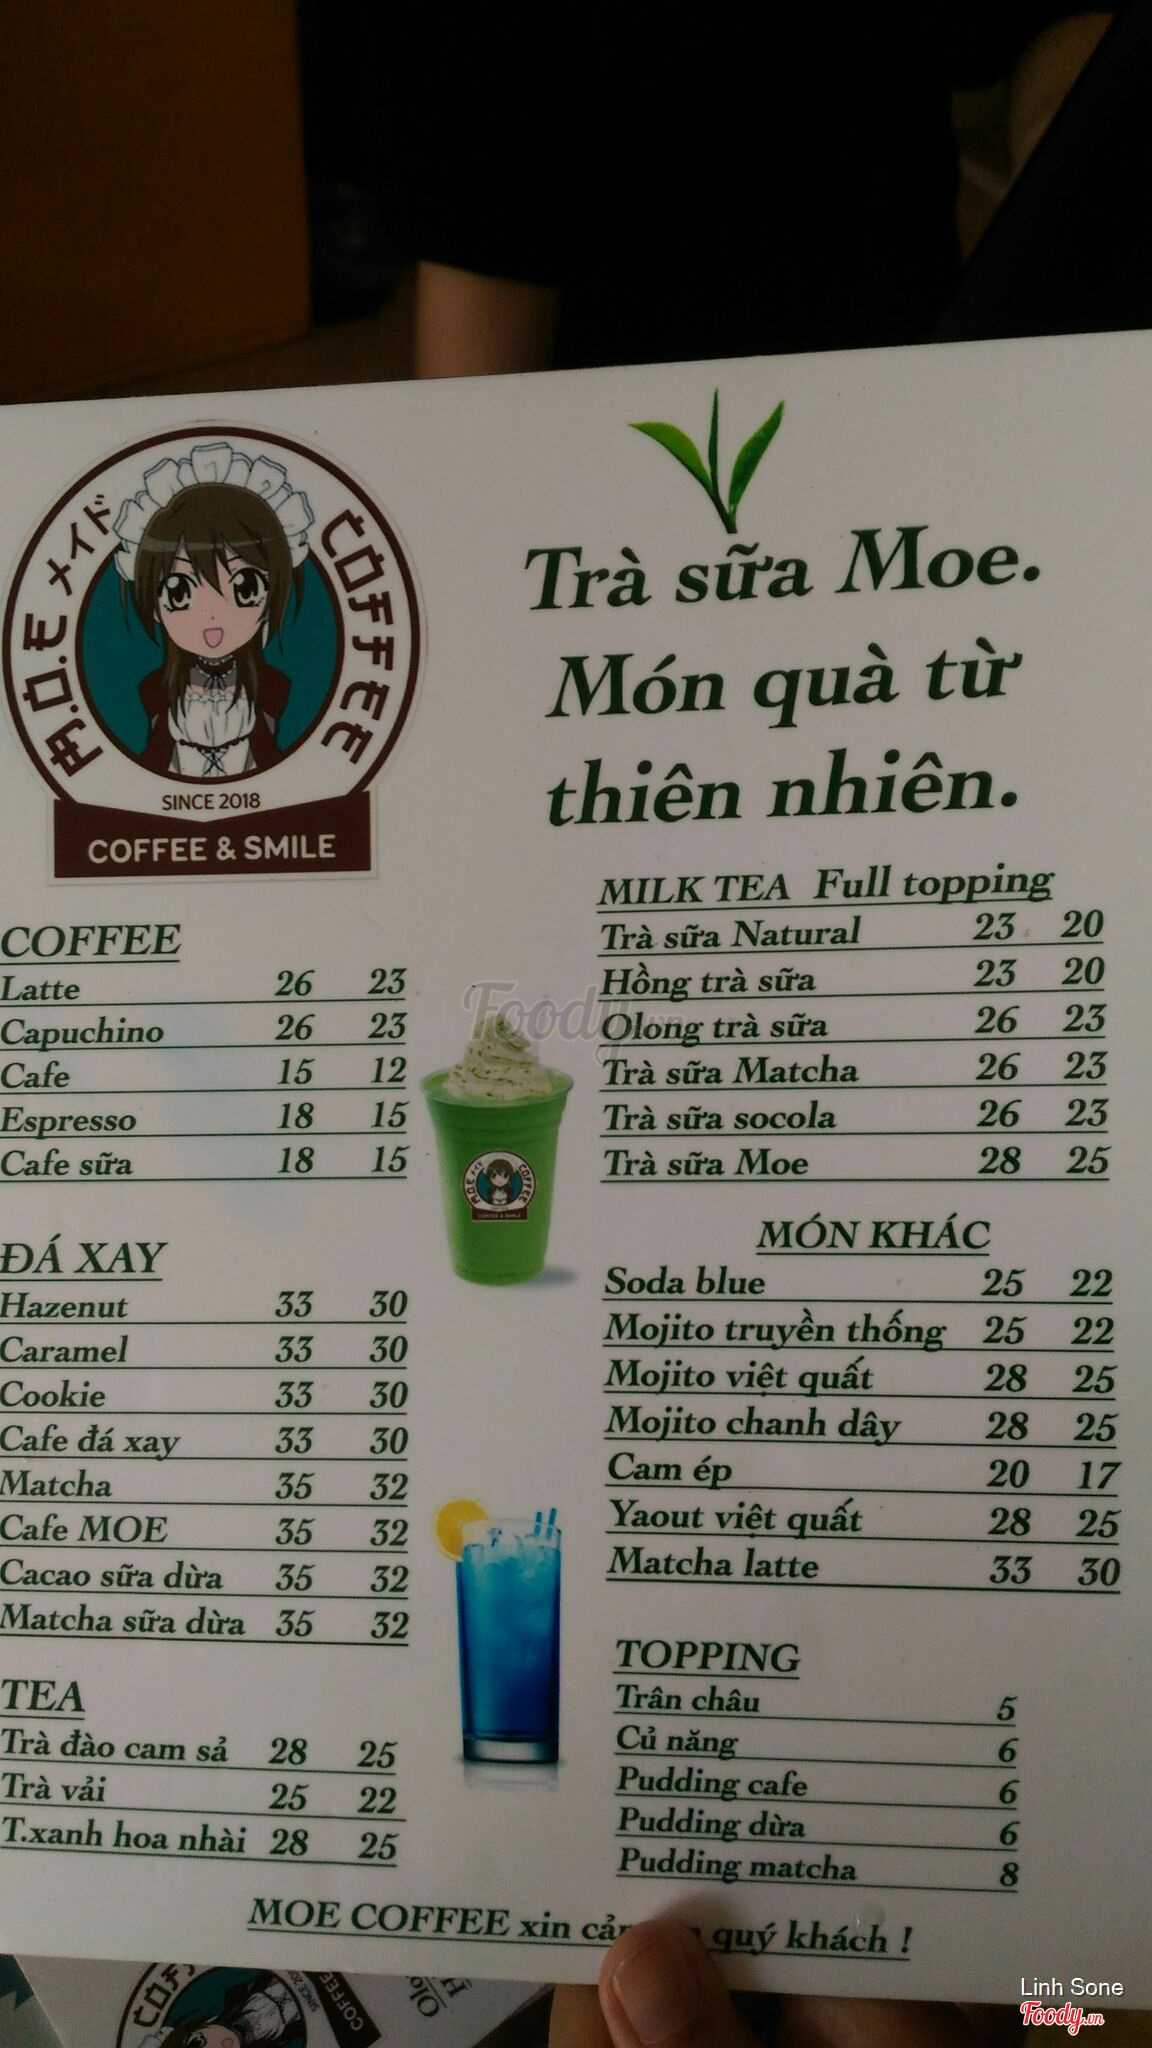 M.O.E メイド COFFEE
SINCE 2018
COFFEE & SMILE
Trà sữa Moe.
Món quà từ
thiên nhiên.
COFFEE
Latte 26 23
Capuchino 26 23
Cafe 15 12
Espresso 18 15
Cafe sữa 18 15
ĐÁ XAY
Hazenut 33 30
Caramel 33 30
Cookie 33 30
Cafe đá xay 33 30
Matcha 35 32
Cafe MOE 35 32
Cacao sữa dừa 35 32
Matcha sữa dừa 35 32
TEA
Trà đào cam sả 28 25
Trà vải 25 22
T.xanh hoa nhài 28 25
Foody.vn
M.O.E メイド COFFEE
COFFEE & SMILE
MILK TEA Full topping
Trà sữa Natural 23 20
Hồng trà sữa 23 20
Olong trà sữa 26 23
Trà sữa Matcha 26 23
Trà sữa socola 26 23
Trà sữa Moe 28 25
MÓN KHÁC
Soda blue 25 22
Mojito truyền thống 25 22
Mojito việt quất 28 25
Mojito chanh dây 28 25
Cam ép 20 17
Yaout việt quất 28 25
Matcha latte 33 30
TOPPING
Trân châu 5
Củ năng 6
Pudding cafe 6
Pudding dừa 6
Pudding matcha 8
MOE COFFEE xin quý khách !
Linh Sone
Foody.vn